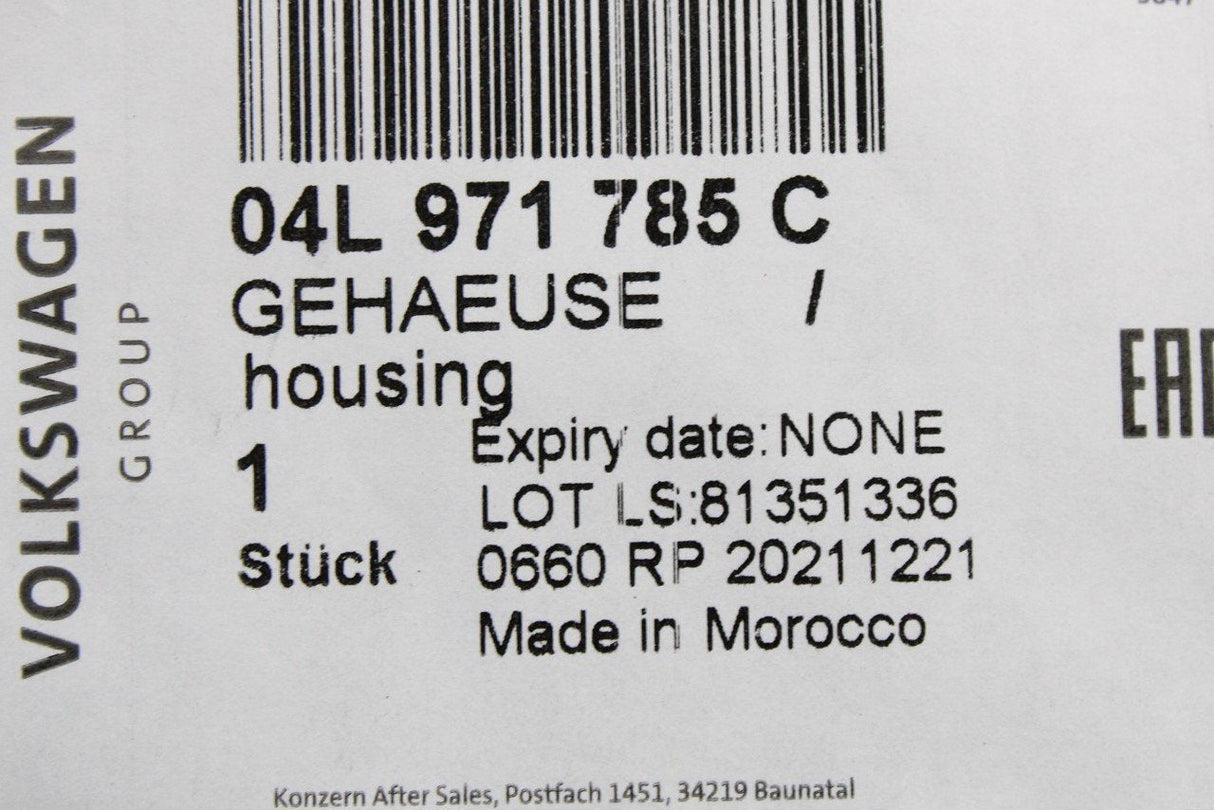 VOLKSWAGEN
GROUP
04L 971 785 C
GEHAEUSE /
housing
1
Stück
Expiry date: NONE
LOT LS:81351336
0660 RP 20211221
Made in Morocco
EAC
Konzern After Sales, Postfach 1451, 34219 Baunatal